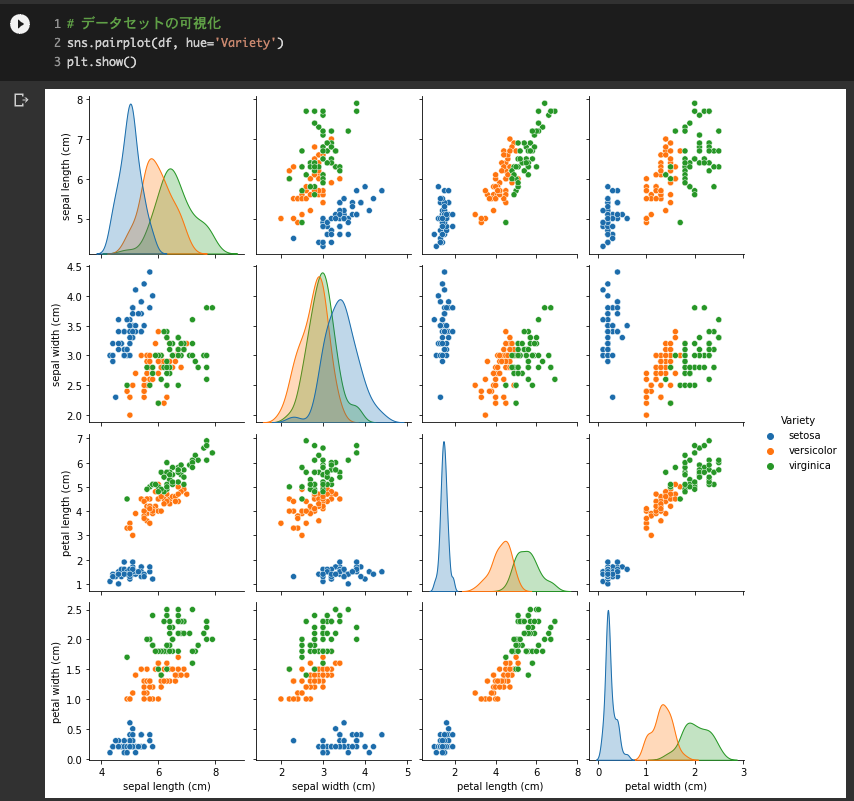 1 # データセットの可視化
2 sns.pairplot(df, hue='Variety')
3 plt.show()
8
7
6
5
sepal length (cm)
4.5
4.0
3.5
3.0
2.5
2.0
sepal width (cm)
Variety
setosa
versicolor
virginica
7
6
5
4
3
2
1
petal length (cm)
2.5
2.0
1.5
1.0
0.5
0.0
petal width (cm)
4 6 8
sepal length (cm)
2 3 4 5
sepal width (cm)
2 4 6 8
petal length (cm)
0 1 2 3
petal width (cm)